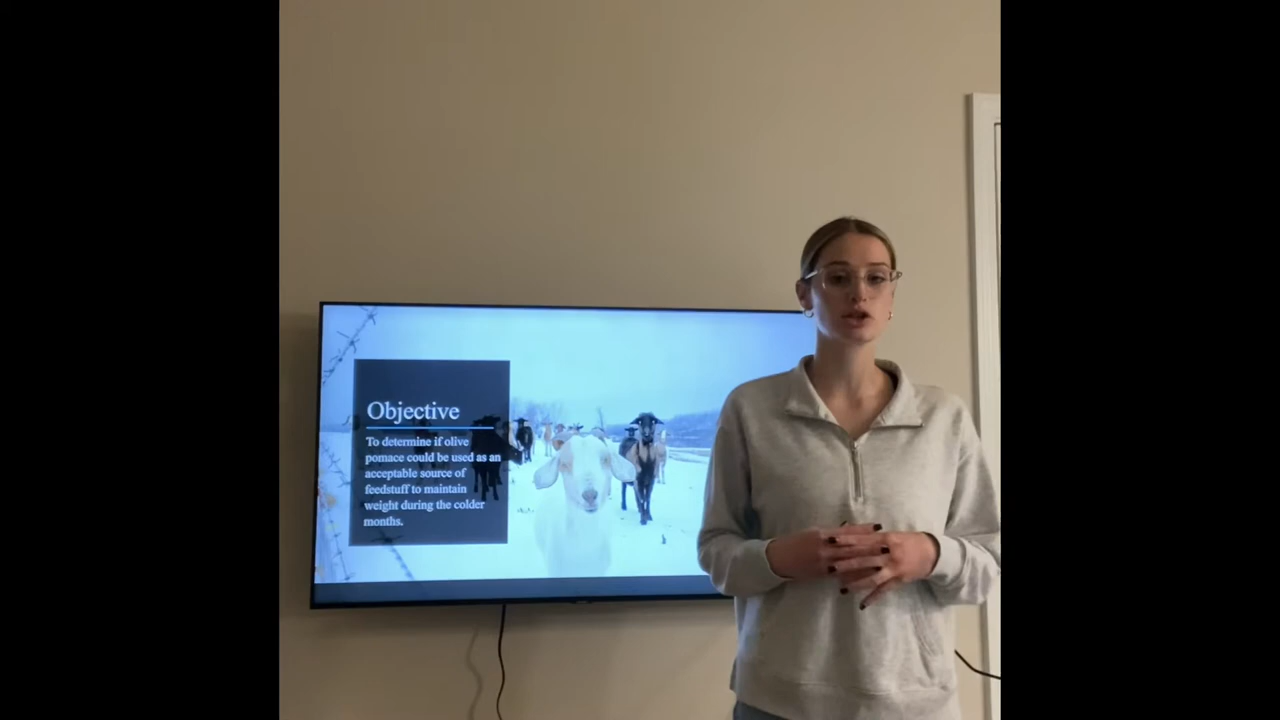 Objective
To determine if olive
pomace could be used as an
acceptable source of
feedstuff to maintain
weight during the colder
months.